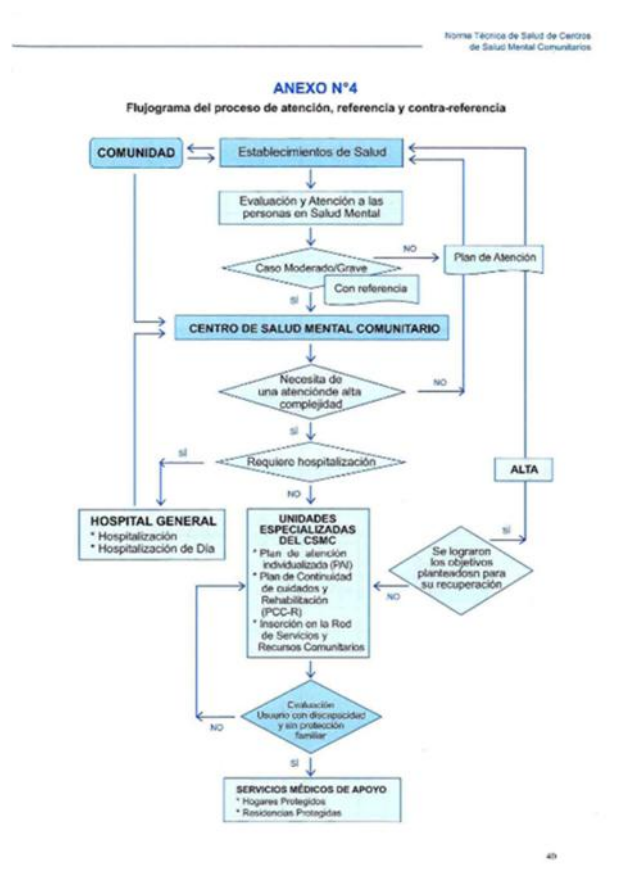 Norma Técnica de Salud de Centros
de Salud Mental Comunitarios
ANEXO N°4
Flujograma del proceso de atención, referencia y contra-referencia
COMUNIDAD
Establecimientos de Salud
Evaluación y Atención a las
personas en Salud Mental
NO
Plan de Atención
Caso Moderado/Grave
Con referencia
SÍ
CENTRO DE SALUD MENTAL COMUNITARIO
Necesita de
una atenciónde alta
complejidad
NO
SÍ
Requiero hospitalización
SÍ
NO
ALTA
HOSPITAL GENERAL
* Hospitalización
* Hospitalización de Día
UNIDADES
ESPECIALIZADAS
DEL CSMC
* Plan de atención
individualizada (PAI)
* Plan de Continuidad
de cuidados y
Rehabilitación
(PCC-R)
* Inserción en la Red
de Servicios y
Recursos Comunitarios
SÍ
Se lograron
los objetivos
planteadosn para
su recuperación
NO
Evaluación
Usuario con discapacidad
y sin protección
familiar
NO
SÍ
SERVICIOS MÉDICOS DE APOYO
* Hogares Protegidos
* Residencias Protegidas